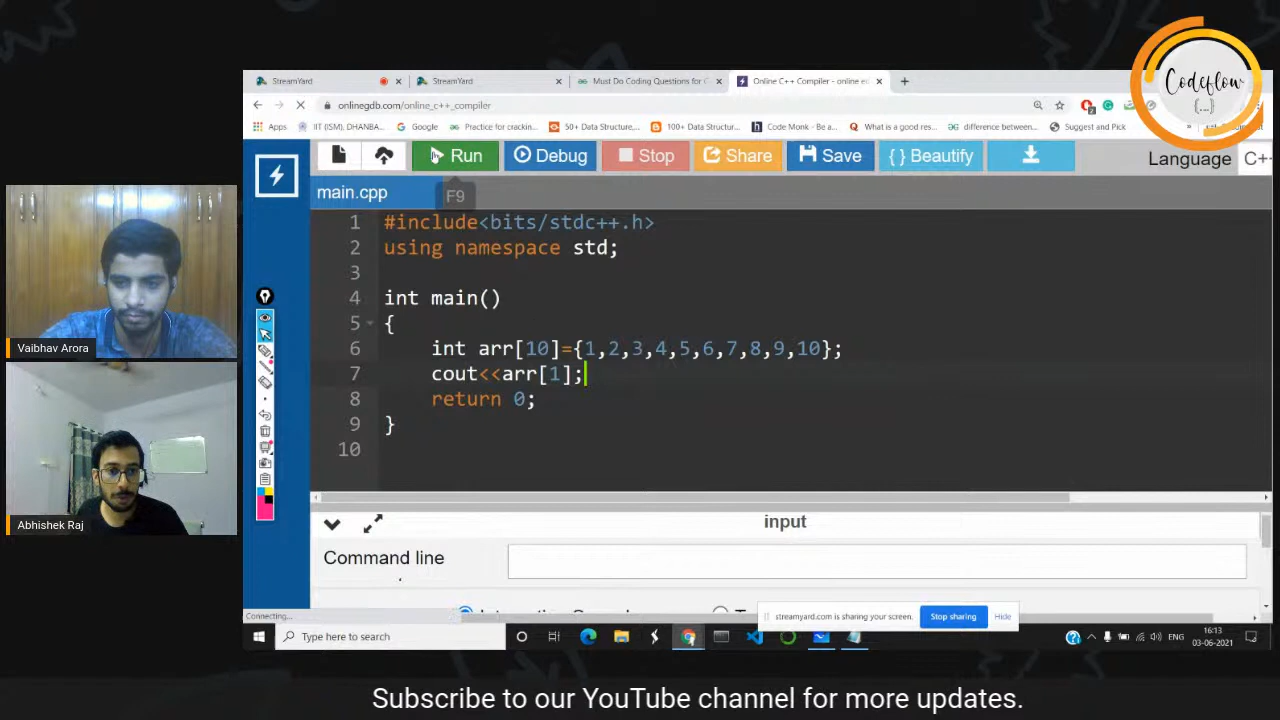 Codeflow
{...}
StreamYard
StreamYard
Must Do Coding Questions for C
Online C++ Compiler - online e
onlinegdb.com/online_c++_compiler
Apps
IIT (ISM), DHANBA...
Google
Practice for crackin...
50+ Data Structure,...
100+ Data Structur...
Code Monk - Be a...
What is a good res...
difference between...
Suggest and Pick
Run
Debug
Stop
Share
Save
{ } Beautify
Language
C+
main.cpp
F9
1 #include<bits/stdc++.h>
2 using namespace std;
3
4 int main()
5 {
6 int arr[10]={1,2,3,4,5,6,7,8,9,10};
7 cout<<arr[1];
8 return 0;
9 }
10
input
Command line
Connecting...
streamyard.com is sharing your screen.
Stop sharing
Hide
Type here to search
ENG
16:13
03-06-2021
Vaibhav Arora
Abhishek Raj
Subscribe to our YouTube channel for more updates.